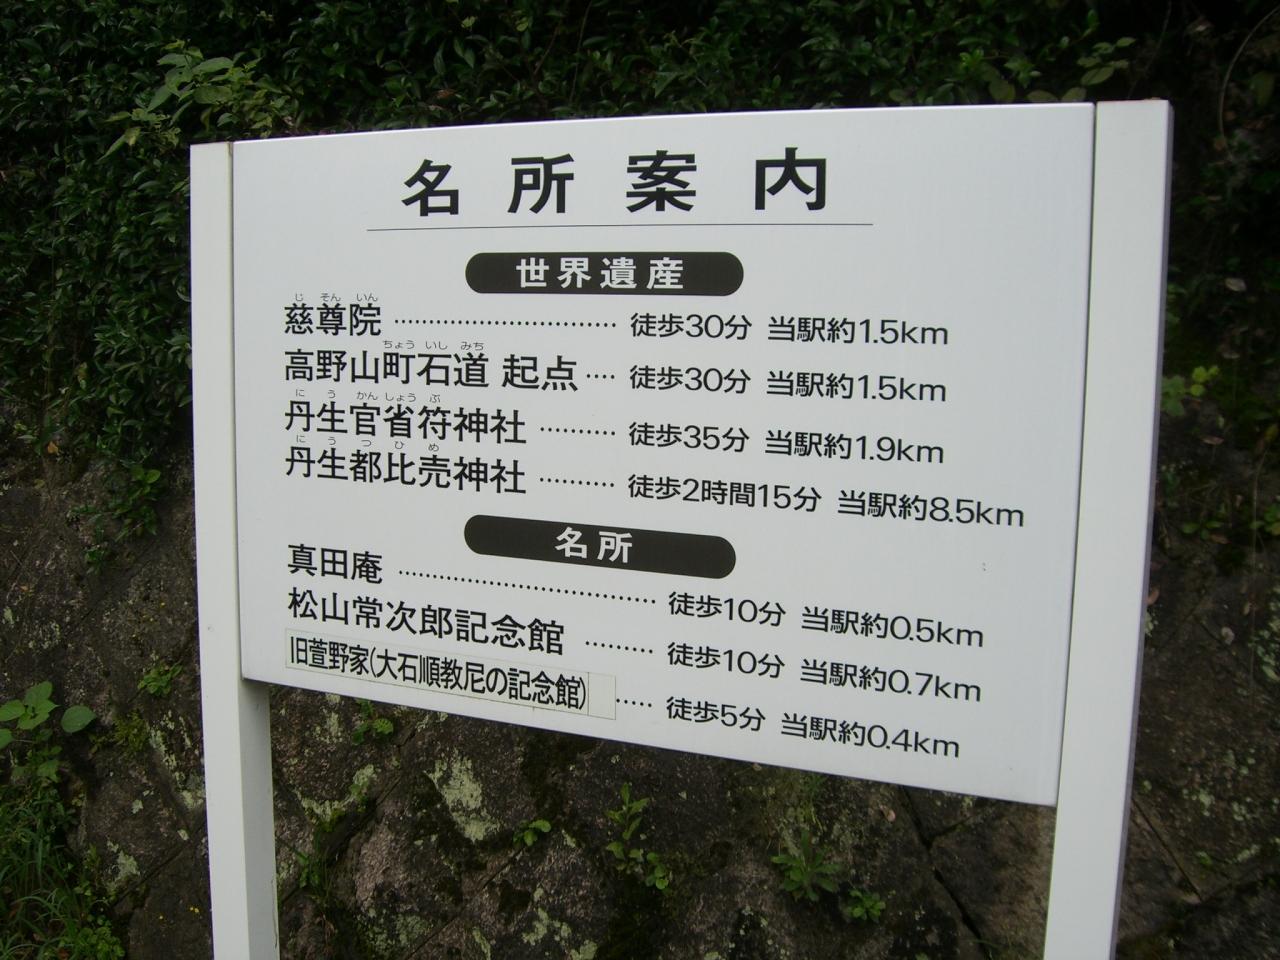 名所案内
世界遺産
じそんいん
慈尊院 …………………… 徒歩30分 当駅約1.5km
ちょういしみち
高野山町石道 起点 …… 徒歩30分 当駅約1.5km
にうかんしょうぶ
丹生官省符神社 ……… 徒歩35分 当駅約1.9km
にうつひめ
丹生都比売神社 ……… 徒歩2時間15分 当駅約8.5km
名所
真田庵 …………………… 徒歩10分 当駅約0.5km
松山常次郎記念館 ……… 徒歩10分 当駅約0.7km
旧萱野家(大石順教尼の記念館) …… 徒歩5分 当駅約0.4km